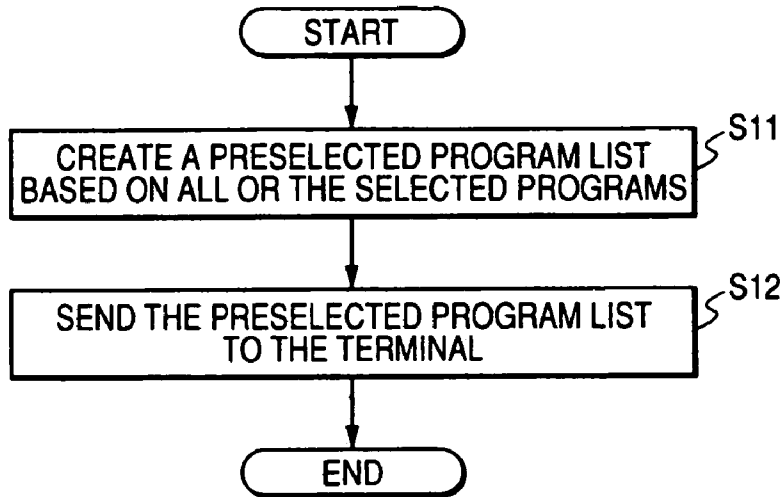 START
CREATE A PRESELECTED PROGRAM LIST
BASED ON ALL OR THE SELECTED PROGRAMS
S11
SEND THE PRESELECTED PROGRAM LIST
TO THE TERMINAL
S12
END